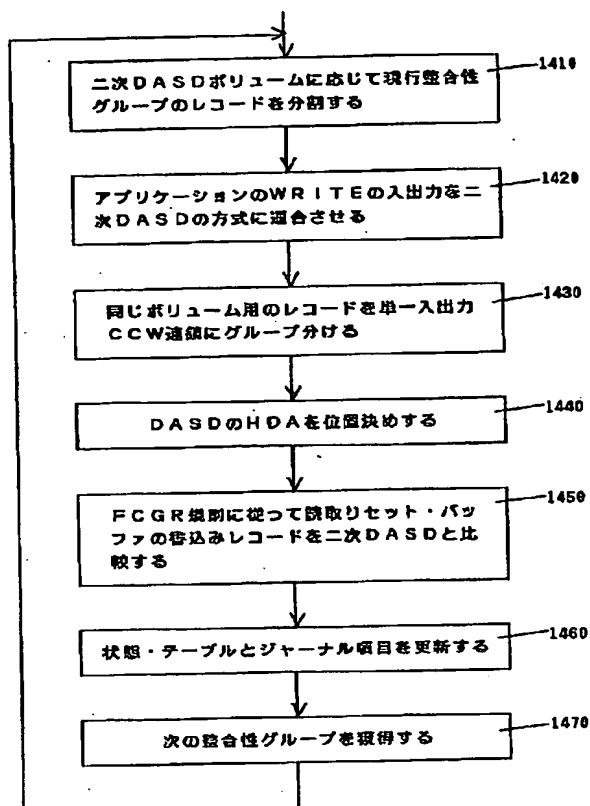 1410
二次DASDボリュームに応じて現行整合性
グループのレコードを分割する
1420
アプリケーションのWRITEの入出力を二
次DASDの方式に適合させる
1430
同じボリューム用のレコードを単一入出力
CCW連鎖にグループ分ける
1440
DASDのHDAを位置決めする
1450
FCGR規則に従って読取りセット・バッ
ファの書込みレコードを二次DASDと比
較する
1460
状態・テーブルとジャーナル項目を更新する
1470
次の整合性グループを獲得する